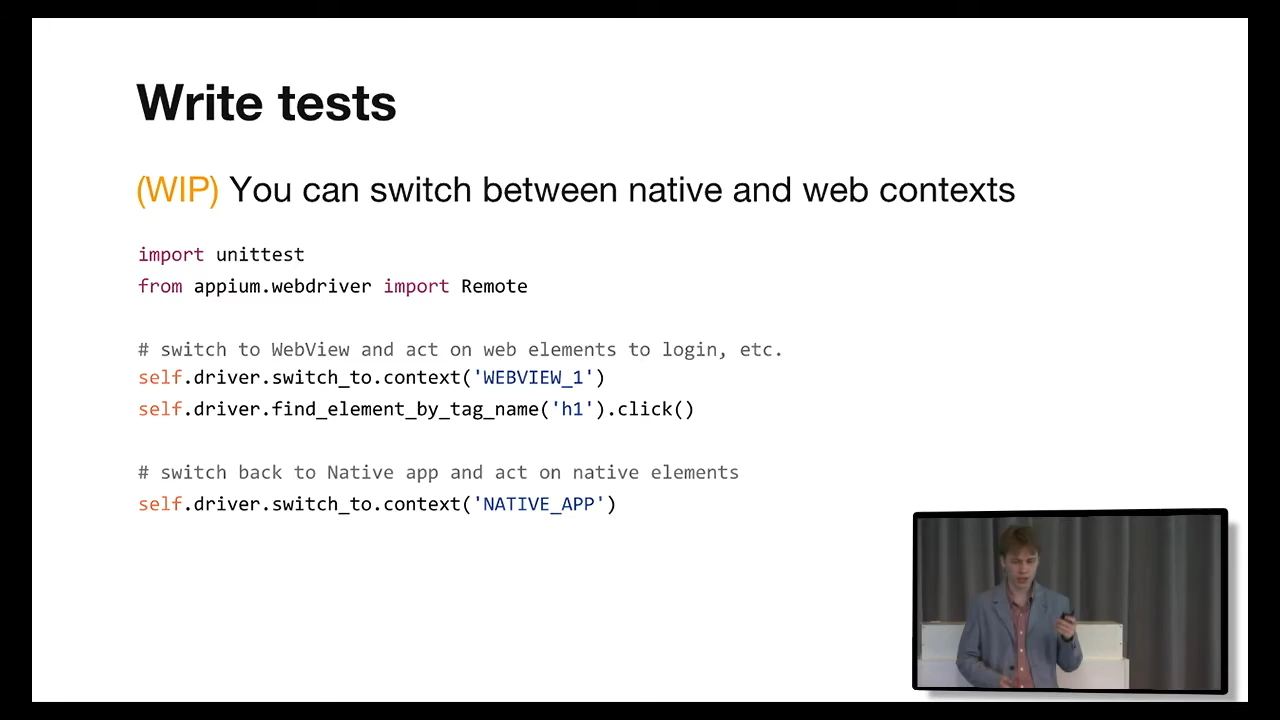 Write tests
(WIP) You can switch between native and web contexts
import unittest
from appium.webdriver import Remote
# switch to WebView and act on web elements to login, etc.
self.driver.switch_to.context('WEBVIEW_1')
self.driver.find_element_by_tag_name('h1').click()
# switch back to Native app and act on native elements
self.driver.switch_to.context('NATIVE_APP')